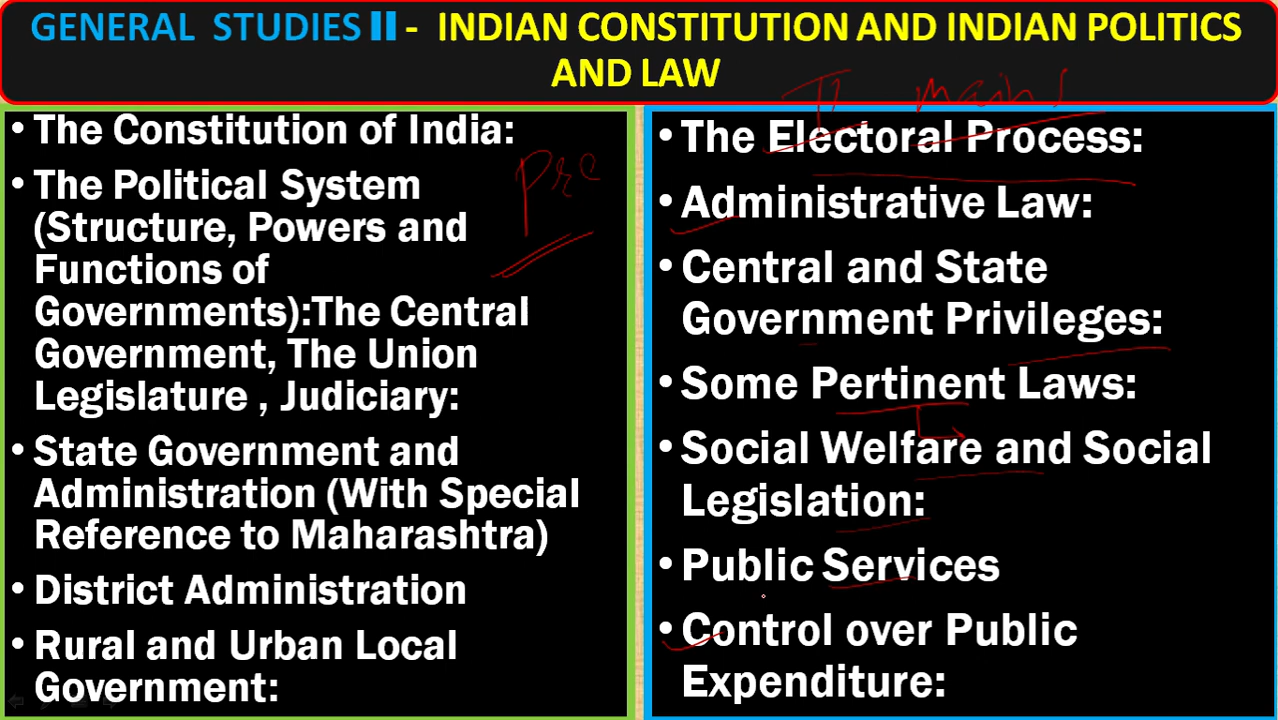 GENERAL STUDIES II - INDIAN CONSTITUTION AND INDIAN POLITICS
AND LAW
• The Constitution of India:
Pre
• The Political System
(Structure, Powers and
Functions of
Governments):The Central
Government, The Union
Legislature , Judiciary:
• State Government and
Administration (With Special
Reference to Maharashtra)
• District Administration
• Rural and Urban Local
Government:
II mains
• The Electoral Process:
• Administrative Law:
• Central and State
Government Privileges:
• Some Pertinent Laws:
• Social Welfare and Social
Legislation:
• Public Services
• Control over Public
Expenditure: